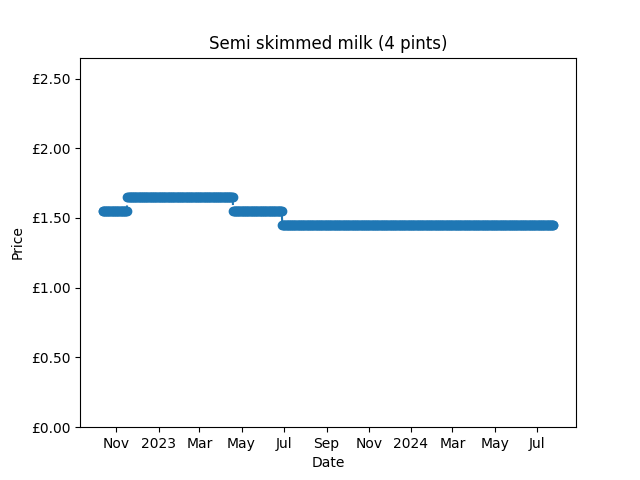 Semi skimmed milk (4 pints)
£2.50
£2.00
£1.50
£1.00
£0.50
£0.00
Price
Nov 2023 Mar May Jul Sep Nov 2024 Mar May Jul
Date